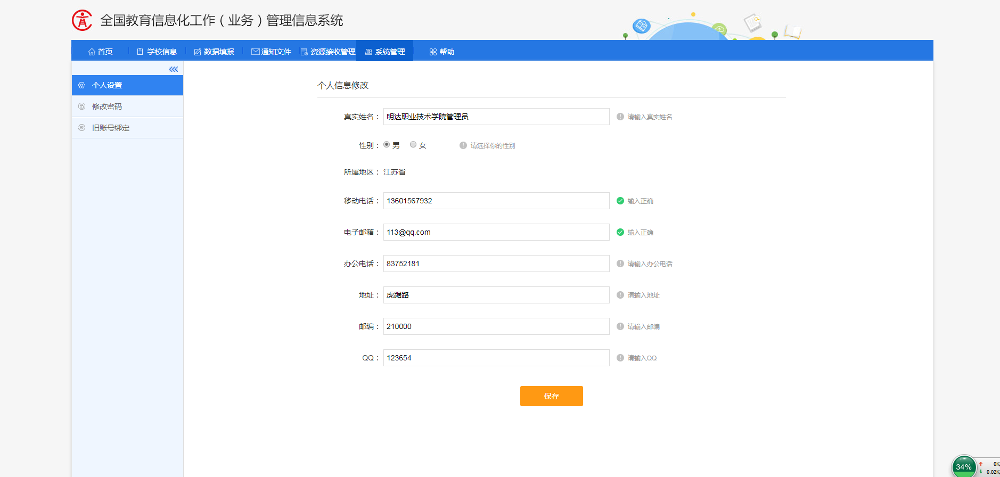 全国教育信息化工作（业务）管理信息系统
首页 学校信息 数据填报 通知文件 资源接收管理 系统管理 帮助
个人设置
修改密码
旧账号绑定
个人信息修改
真实姓名： 明达职业技术学院管理员 请输入真实姓名
性别： 男 女 请选择你的性别
所属地区： 江苏省
移动电话： 13601567932 输入正确
电子邮箱： 113@qq.com 输入正确
办公电话： 83752181 请输入办公电话
地址： 虎踞路 请输入地址
邮编： 210000 请输入邮编
QQ： 123654 请输入QQ
保存
34%
0K
0.02K